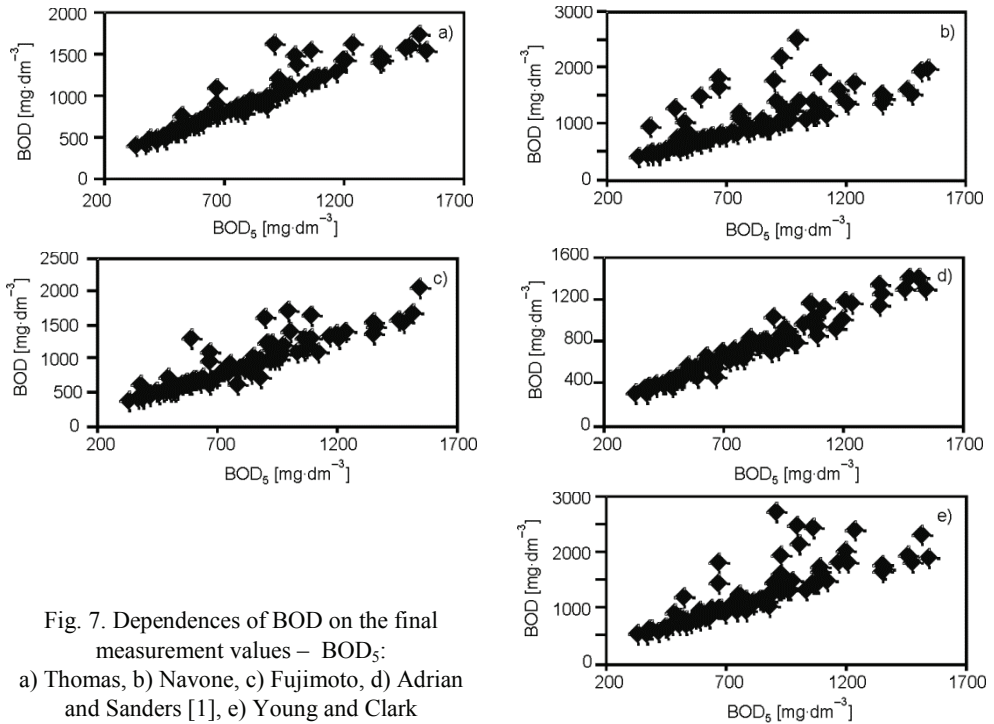 2000
1500
1000
500
0
BOD [mg·dm⁻³]
a)
200 700 1200 1700
BOD₅ [mg·dm⁻³]
3000
2000
1000
0
BOD [mg·dm⁻³]
b)
200 700 1200 1700
BOD₅ [mg·dm⁻³]
2500
2000
1500
1000
500
0
BOD [mg·dm⁻³]
c)
200 700 1200 1700
BOD₅ [mg·dm⁻³]
1600
1200
800
400
0
BOD [mg·dm⁻³]
d)
200 700 1200 1700
BOD₅ [mg·dm⁻³]
3000
2000
1000
0
BOD [mg·dm⁻³]
e)
200 700 1200 1700
BOD₅ [mg·dm⁻³]
Fig. 7. Dependences of BOD on the final
measurement values – BOD₅:
a) Thomas, b) Navone, c) Fujimoto, d) Adrian
and Sanders [1], e) Young and Clark